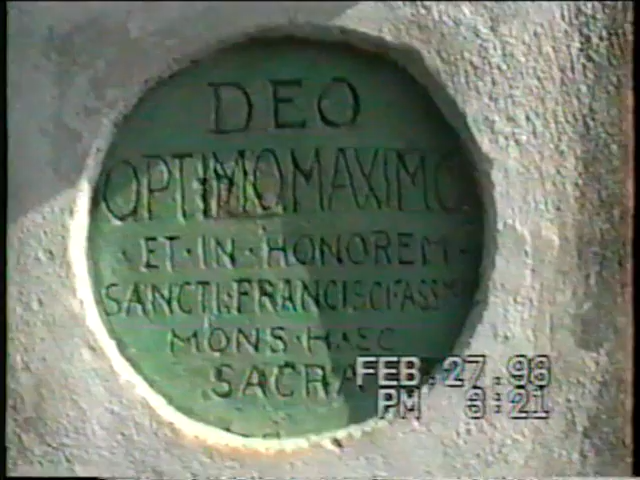 DEO
OPTIMO MAXIMO
ET · IN · HONOREM
SANCTI · FRANCISCI · ASS
MONS · HAEC
SACRA
FEB. 27. 98
PM 3:21